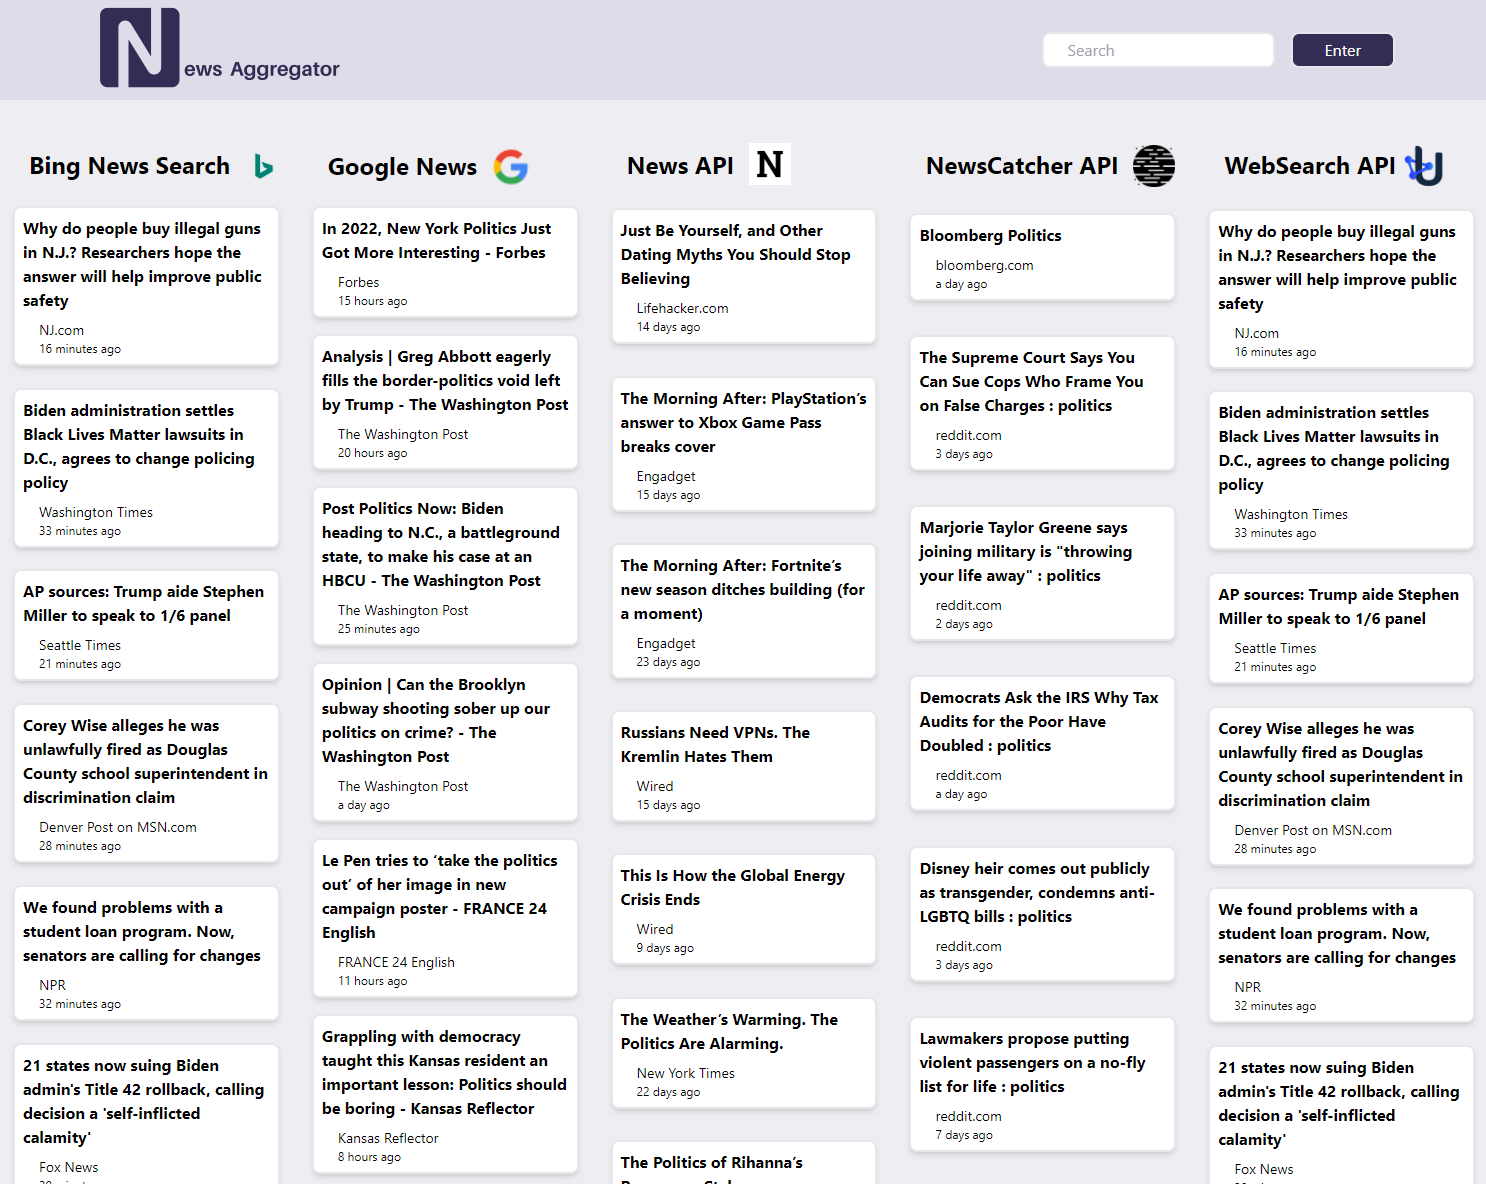 News Aggregator
Search
Enter
Bing News Search
Why do people buy illegal guns
in N.J.? Researchers hope the
answer will help improve public
safety
NJ.com
16 minutes ago
Biden administration settles
Black Lives Matter lawsuits in
D.C., agrees to change policing
policy
Washington Times
33 minutes ago
AP sources: Trump aide Stephen
Miller to speak to 1/6 panel
Seattle Times
21 minutes ago
Corey Wise alleges he was
unlawfully fired as Douglas
County school superintendent in
discrimination claim
Denver Post on MSN.com
28 minutes ago
We found problems with a
student loan program. Now,
senators are calling for changes
NPR
32 minutes ago
21 states now suing Biden
admin's Title 42 rollback, calling
decision a 'self-inflicted
calamity'
Fox News
Google News
In 2022, New York Politics Just
Got More Interesting - Forbes
Forbes
15 hours ago
Analysis | Greg Abbott eagerly
fills the border-politics void left
by Trump - The Washington Post
The Washington Post
20 hours ago
Post Politics Now: Biden
heading to N.C., a battleground
state, to make his case at an
HBCU - The Washington Post
The Washington Post
25 minutes ago
Opinion | Can the Brooklyn
subway shooting sober up our
politics on crime? - The
Washington Post
The Washington Post
a day ago
Le Pen tries to ‘take the politics
out’ of her image in new
campaign poster - FRANCE 24
English
FRANCE 24 English
11 hours ago
Grappling with democracy
taught this Kansas resident an
important lesson: Politics should
be boring - Kansas Reflector
Kansas Reflector
8 hours ago
News API
N
Just Be Yourself, and Other
Dating Myths You Should Stop
Believing
Lifehacker.com
14 days ago
The Morning After: PlayStation’s
answer to Xbox Game Pass
breaks cover
Engadget
15 days ago
The Morning After: Fortnite’s
new season ditches building (for
a moment)
Engadget
23 days ago
Russians Need VPNs. The
Kremlin Hates Them
Wired
15 days ago
This Is How the Global Energy
Crisis Ends
Wired
9 days ago
The Weather’s Warming. The
Politics Are Alarming.
New York Times
22 days ago
The Politics of Rihanna’s
NewsCatcher API
Bloomberg Politics
bloomberg.com
a day ago
The Supreme Court Says You
Can Sue Cops Who Frame You
on False Charges : politics
reddit.com
3 days ago
Marjorie Taylor Greene says
joining military is "throwing
your life away" : politics
reddit.com
2 days ago
Democrats Ask the IRS Why Tax
Audits for the Poor Have
Doubled : politics
reddit.com
a day ago
Disney heir comes out publicly
as transgender, condemns anti-
LGBTQ bills : politics
reddit.com
3 days ago
Lawmakers propose putting
violent passengers on a no-fly
list for life : politics
reddit.com
7 days ago
WebSearch API
Why do people buy illegal guns
in N.J.? Researchers hope the
answer will help improve public
safety
NJ.com
16 minutes ago
Biden administration settles
Black Lives Matter lawsuits in
D.C., agrees to change policing
policy
Washington Times
33 minutes ago
AP sources: Trump aide Stephen
Miller to speak to 1/6 panel
Seattle Times
21 minutes ago
Corey Wise alleges he was
unlawfully fired as Douglas
County school superintendent in
discrimination claim
Denver Post on MSN.com
28 minutes ago
We found problems with a
student loan program. Now,
senators are calling for changes
NPR
32 minutes ago
21 states now suing Biden
admin's Title 42 rollback, calling
decision a 'self-inflicted
calamity'
Fox News